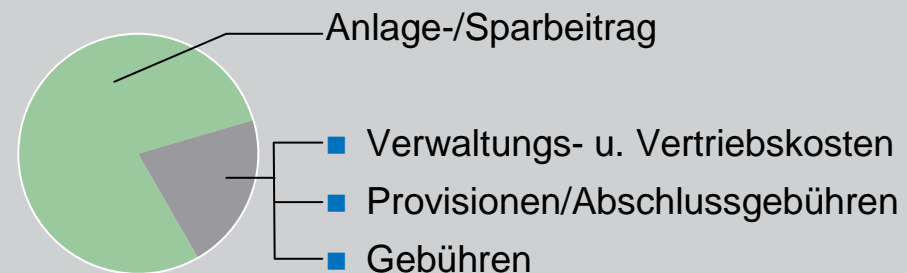 Anlage-/Sparbeitrag
Verwaltungs- u. Vertriebskosten
Provisionen/Abschlussgebühren
Gebühren